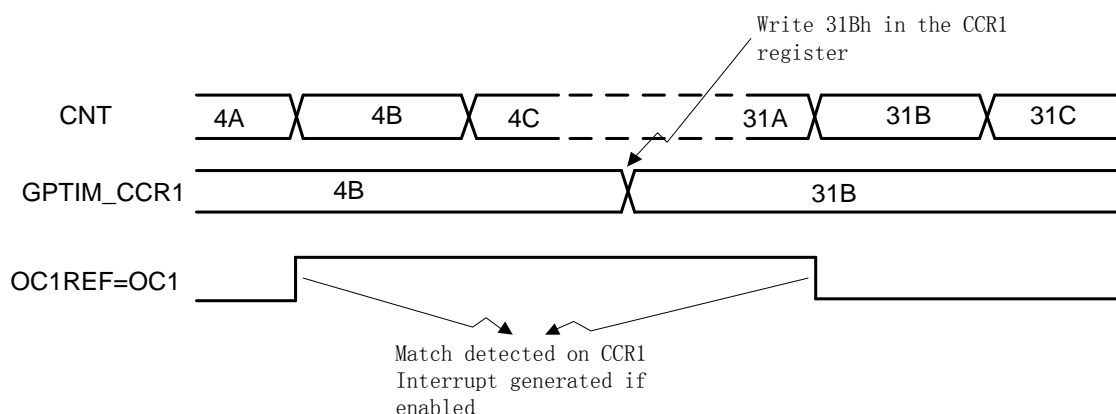 Write 31Bh in the CCR1
register
CNT 4A 4B 4C 31A 31B 31C
GPTIM_CCR1 4B 31B
OC1REF=OC1
Match detected on CCR1
Interrupt generated if
enabled